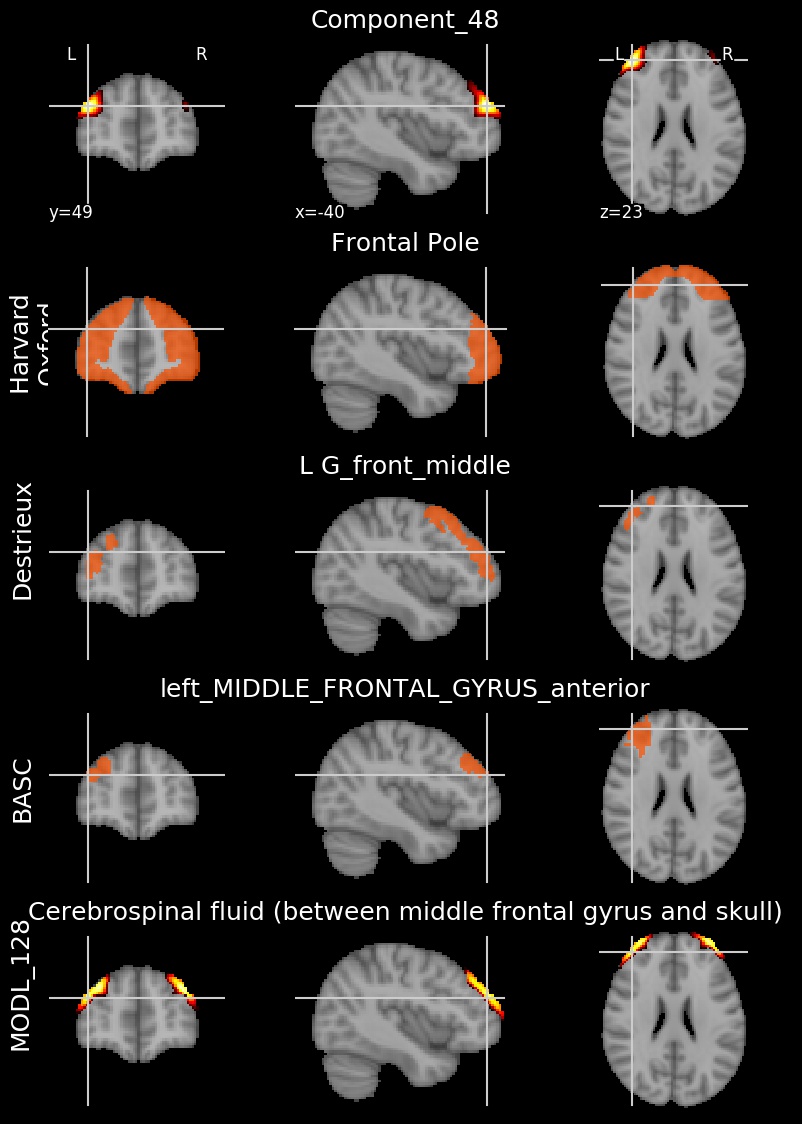 Component_48
L R
L R
y=49
x=-40
z=23
Frontal Pole
Harvard
L G_front_middle
Destrieux
left_MIDDLE_FRONTAL_GYRUS_anterior
BASC
Cerebrospinal fluid (between middle frontal gyrus and skull)
MODL_128